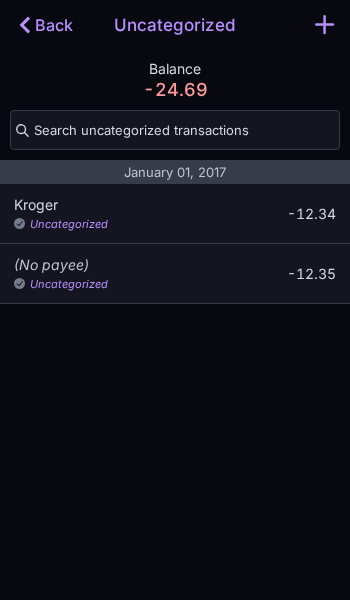 Back
Uncategorized
Balance
-24.69
Search uncategorized transactions
January 01, 2017
Kroger
Uncategorized
-12.34
(No payee)
Uncategorized
-12.35